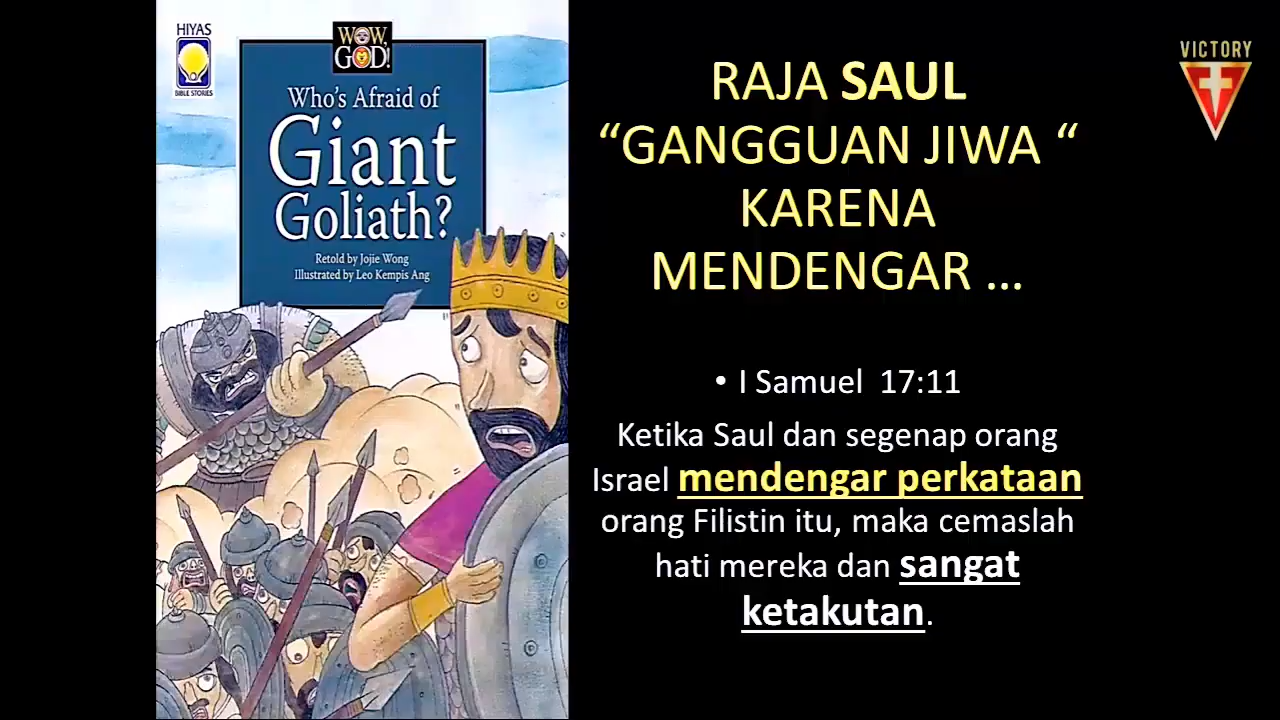 HIYAS
BIBLE STORIES
WOW,
GOD!
Who's Afraid of
Giant
Goliath?
Retold by Jojie Wong
Illustrated by Leo Kempis Ang
RAJA SAUL
“GANGGUAN JIWA “
KARENA
MENDENGAR ...
• I Samuel 17:11
Ketika Saul dan segenap orang
Israel mendengar perkataan
orang Filistin itu, maka cemaslah
hati mereka dan sangat
ketakutan.
VICTORY